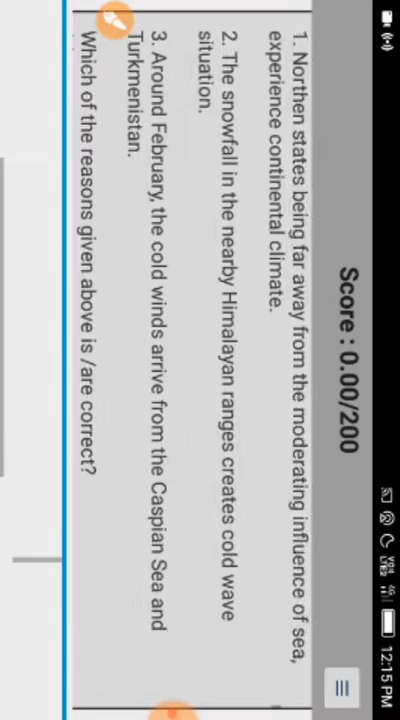 12:15 PM
Score : 0.00/200
1. Northen states being far away from the moderating influence of sea,
experience continental climate.
2. The snowfall in the nearby Himalayan ranges creates cold wave
situation.
3. Around February, the cold winds arrive from the Caspian Sea and
Turkmenistan.
Which of the reasons given above is /are correct?